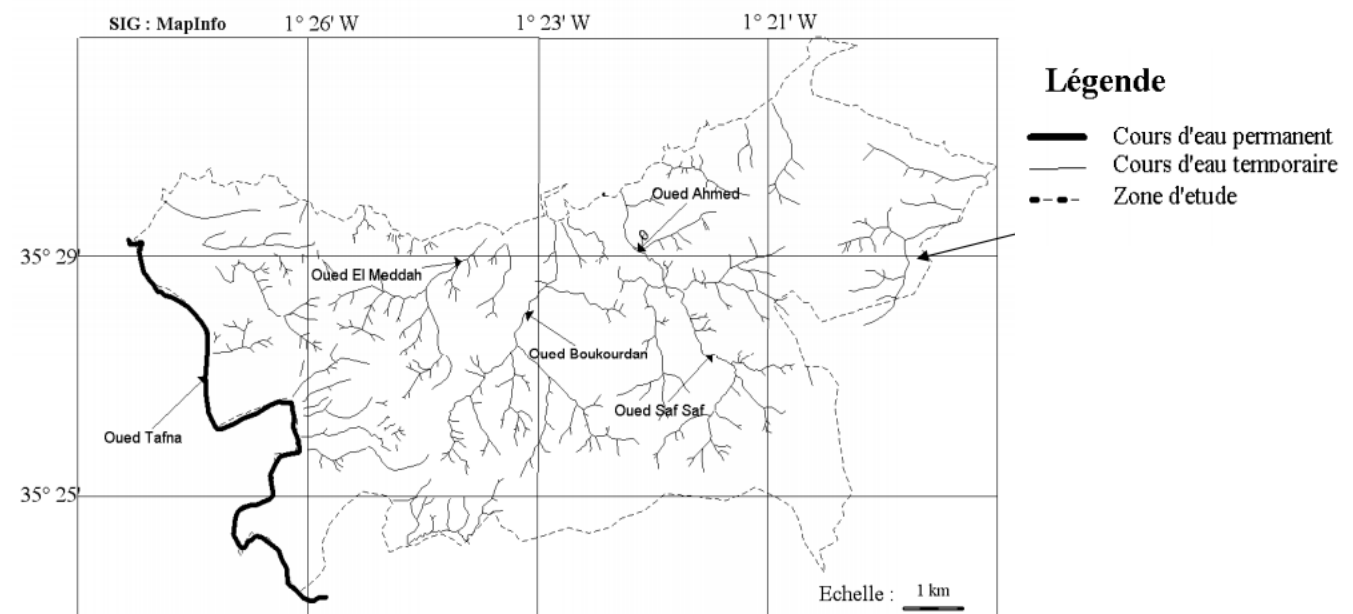 SIG : MapInfo
1° 26' W
1° 23' W
1° 21' W
Légende
Cours d'eau permanent
Cours d'eau temporaire
Zone d'etude
Oued Ahmed
35° 29'
Oued El Meddah
Oued Boukourdan
Oued Saf Saf
Oued Tafna
35° 25'
Echelle : 1 km